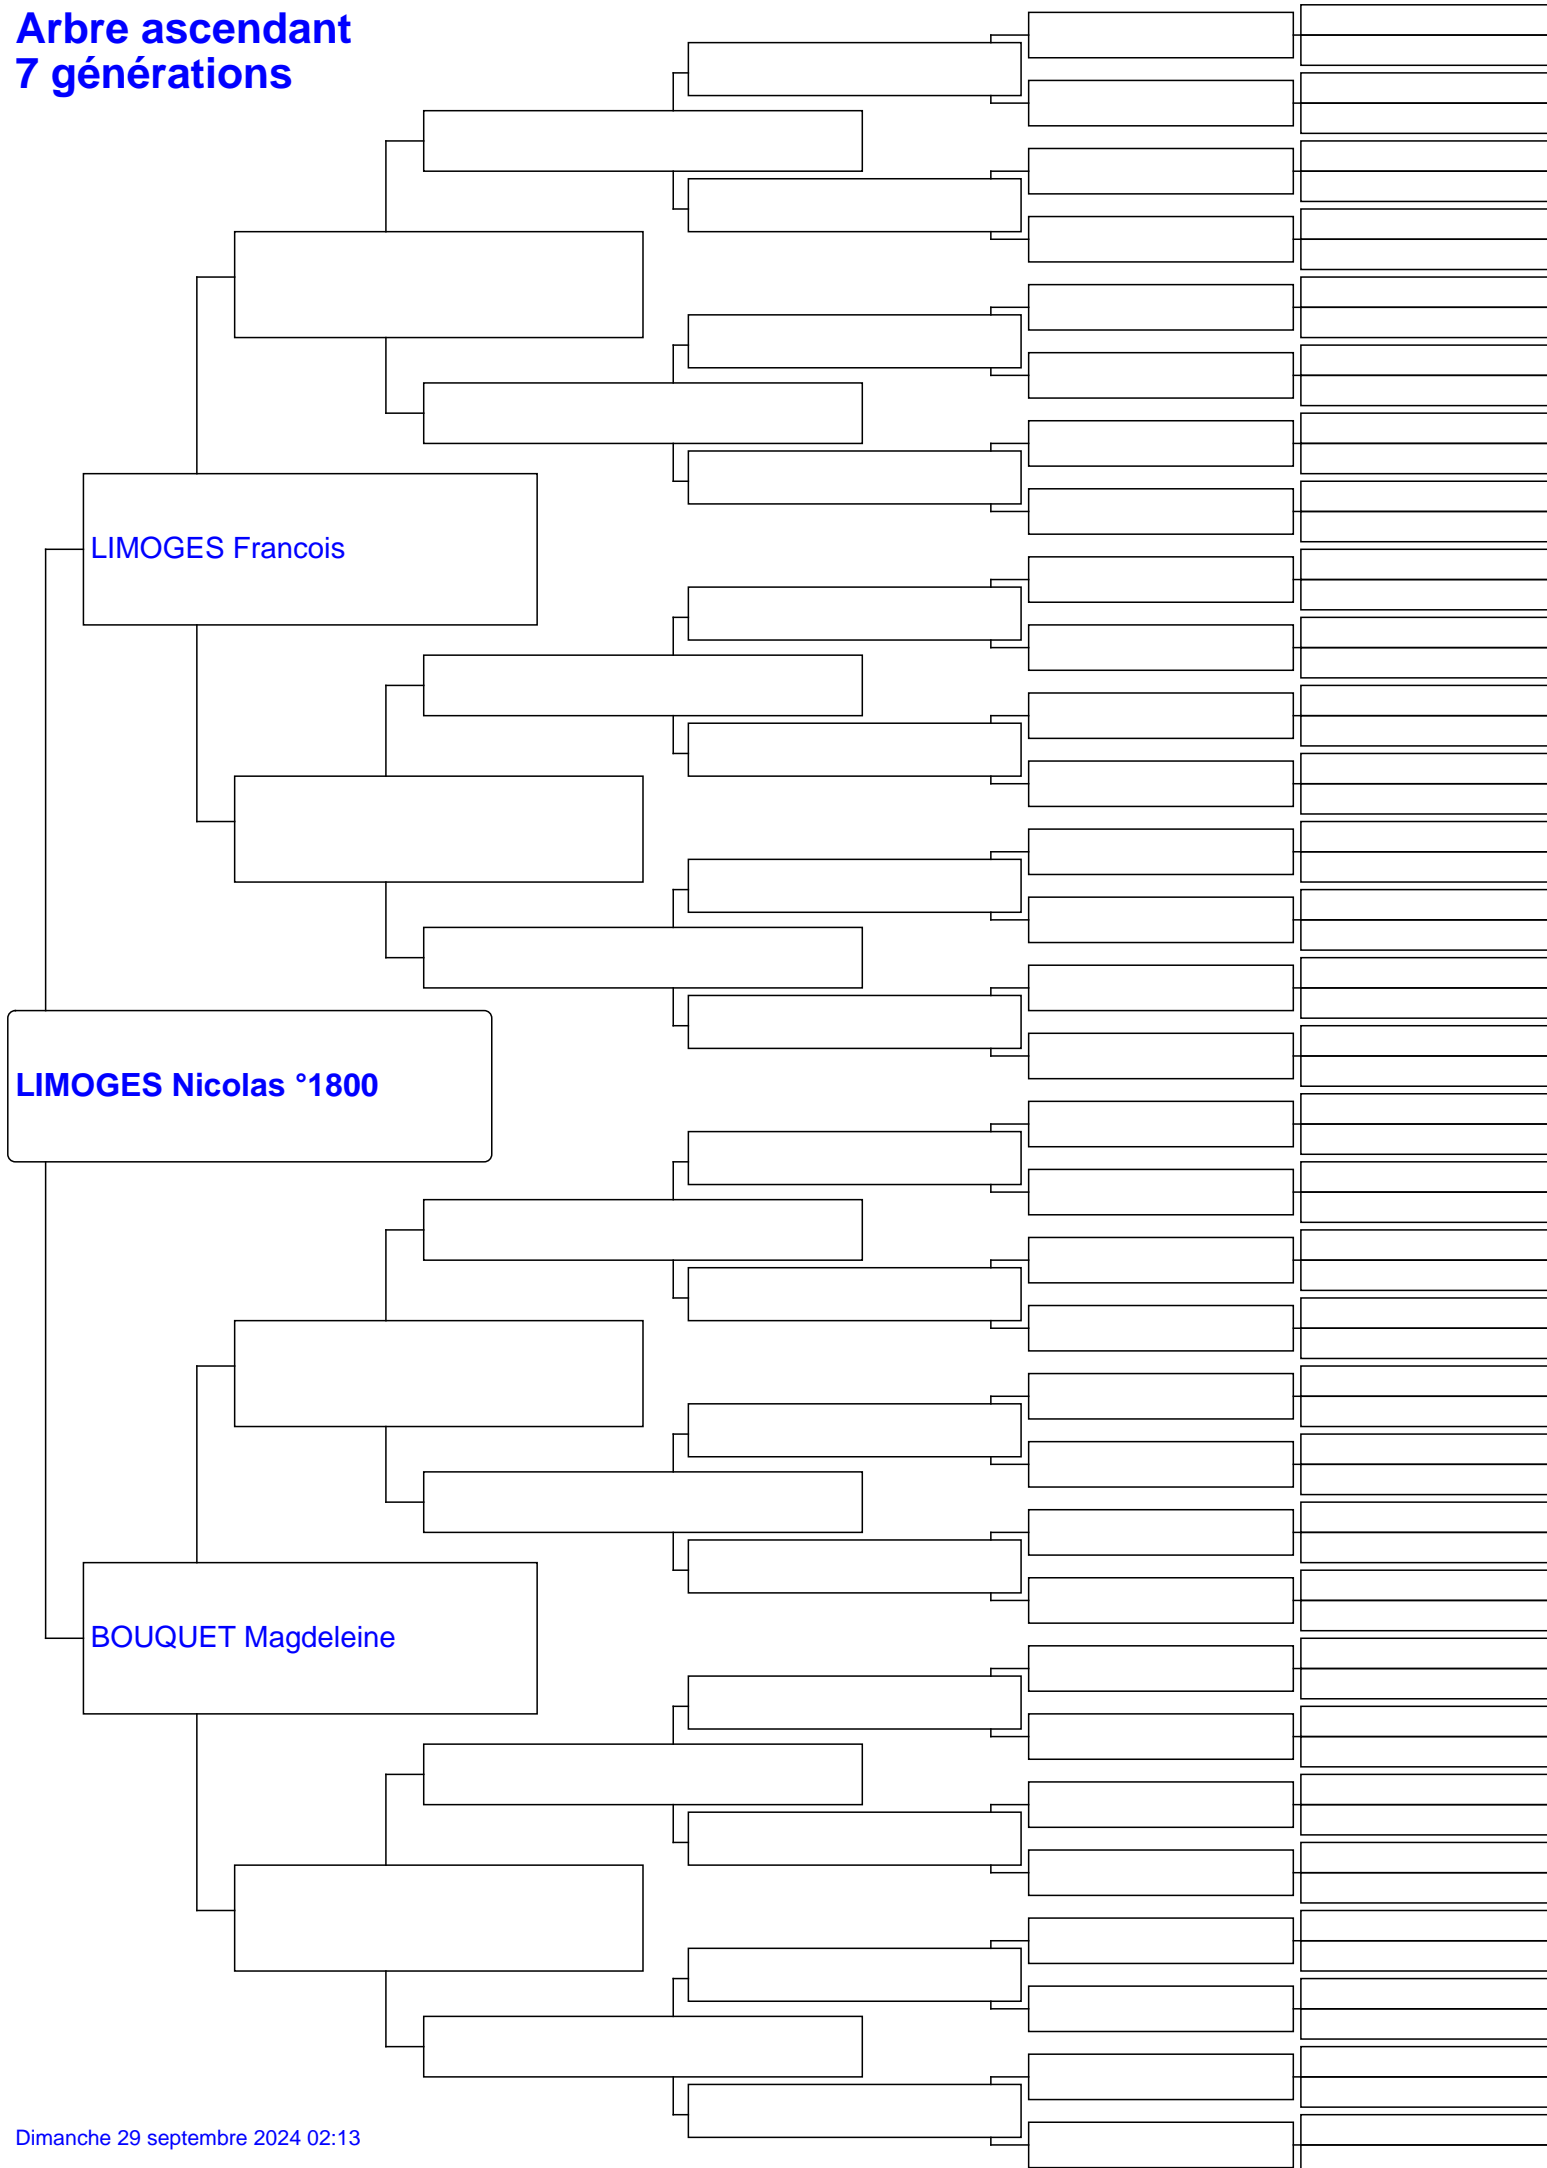 Arbre ascendant
7 générations
LIMOGES Francois
LIMOGES Nicolas °1800
BOUQUET Magdeleine
Dimanche 29 septembre 2024 02:13